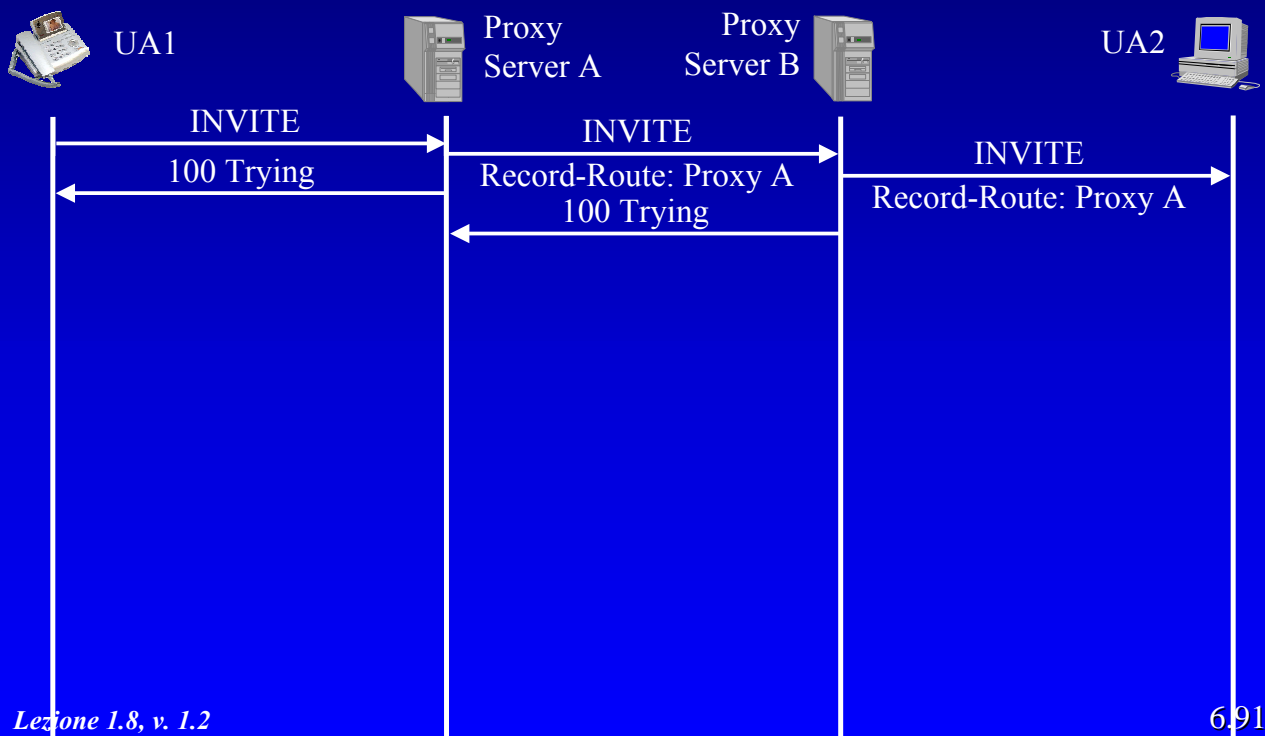 UA1
Proxy
Server A
Proxy
Server B
UA2
INVITE
100 Trying
INVITE
Record-Route: Proxy A
100 Trying
INVITE
Record-Route: Proxy A
Lezione 1.8, v. 1.2
6.91